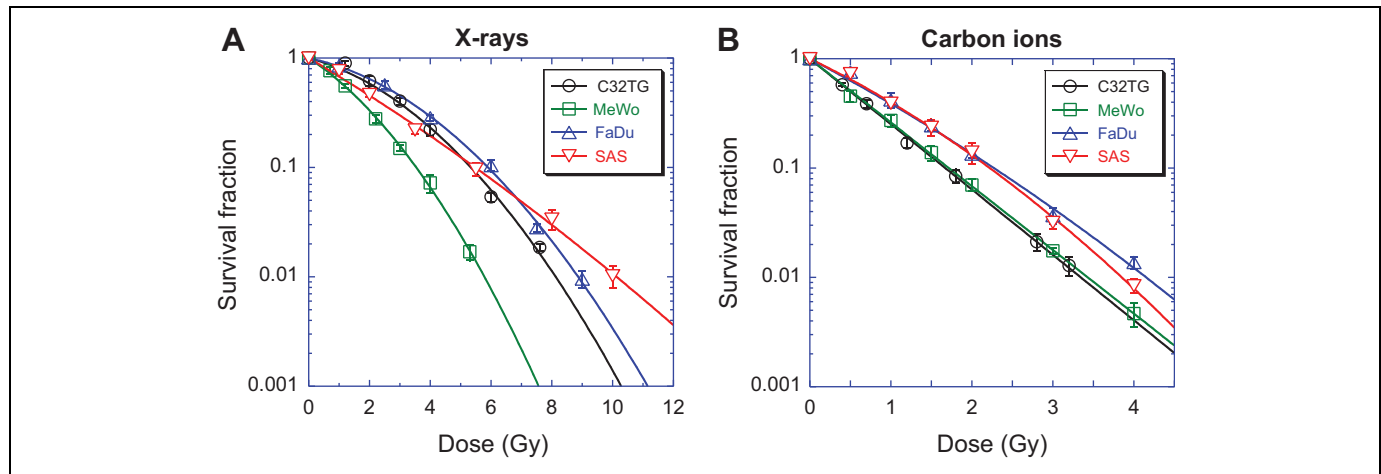 A
X-rays
1
0.1
0.01
0.001
Survival fraction
C32TG
MeWo
FaDu
SAS
0 2 4 6 8 10 12
Dose (Gy)
B
Carbon ions
1
0.1
0.01
0.001
Survival fraction
C32TG
MeWo
FaDu
SAS
0 1 2 3 4
Dose (Gy)